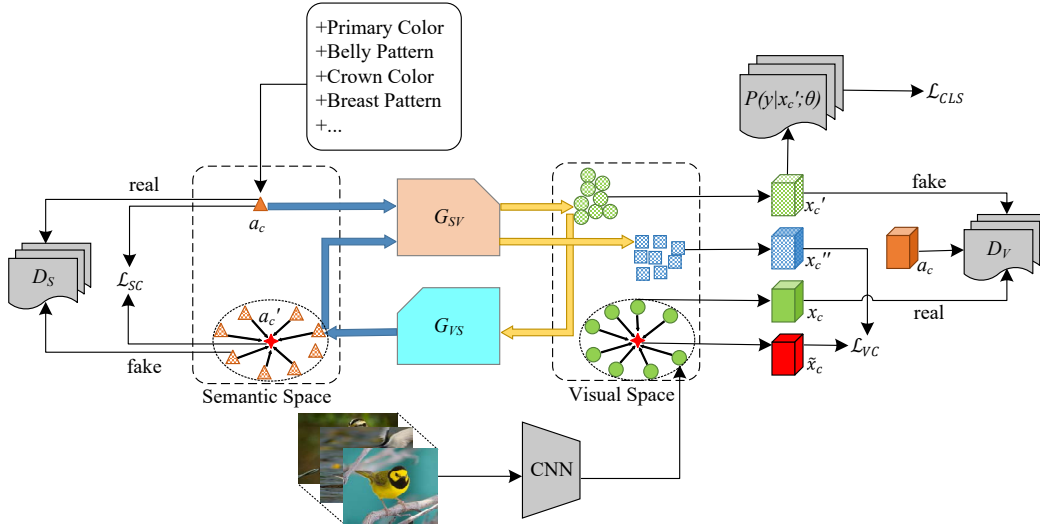 +Primary Color
+Belly Pattern
+Crown Color
+Breast Pattern
+...
P(y|x_c′;θ)
ℒ_CLS
real
a_c
G_SV
x_c′
fake
D_S
ℒ_SC
x_c′′
a_c
D_V
a_c′
G_VS
x_c
real
fake
x̃_c
ℒ_VC
Semantic Space
Visual Space
CNN